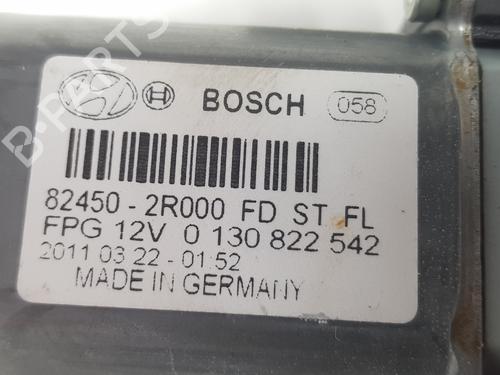 BOSCH 058
82450-2R000 FD ST FL
FPG 12V 0 130 822 542
2011 03 22-01:52
MADE IN GERMANY
B-PARTS